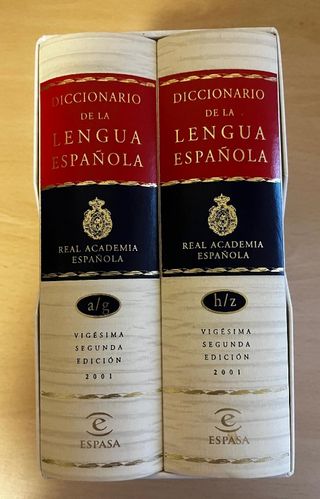 DICCIONARIO
DE LA
LENGUA
ESPAÑOLA
REAL ACADEMIA
ESPAÑOLA
a/g
VIGÉSIMA
SEGUNDA
EDICIÓN
2001
e
ESPASA
DICCIONARIO
DE LA
LENGUA
ESPAÑOLA
REAL ACADEMIA
ESPAÑOLA
h/z
VIGÉSIMA
SEGUNDA
EDICIÓN
2001
e
ESPASA